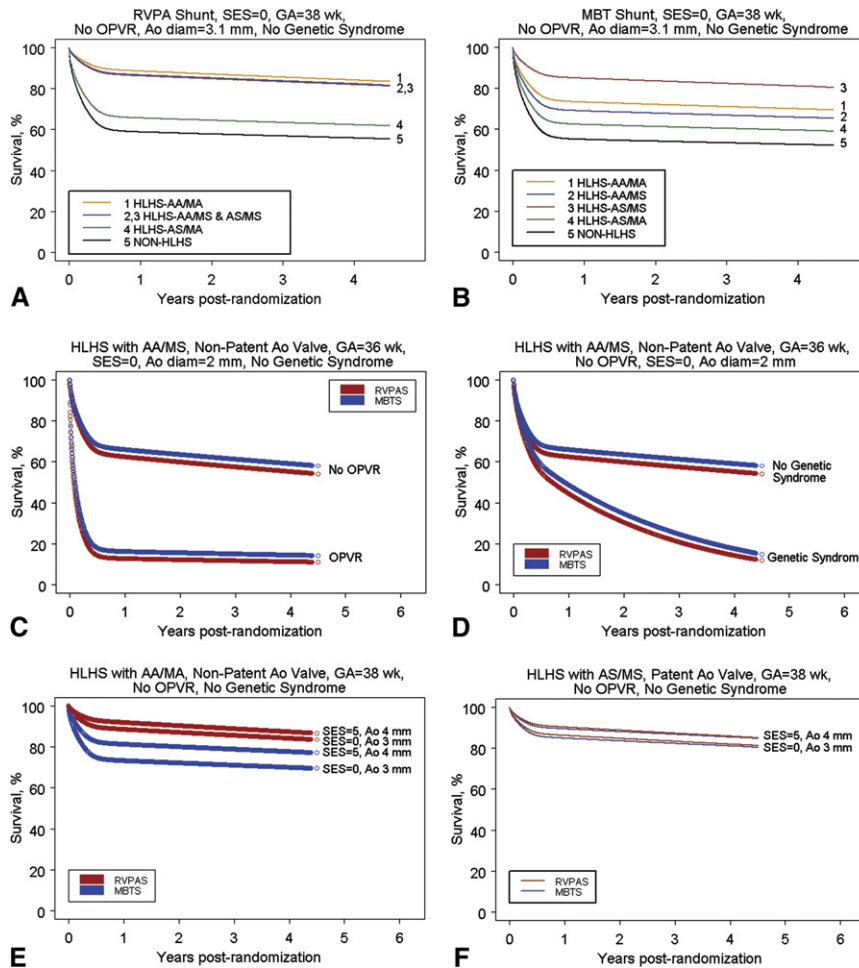 RVPA Shunt, SES=0, GA=38 wk,
No OPVR, Ao diam=3.1 mm, No Genetic Syndrome
100
80
60
40
20
0
Survival, %
1
2,3
4
5
1 HLHS-AA/MA
2,3 HLHS-AA/MS & AS/MS
4 HLHS-AS/MA
5 NON-HLHS
0 1 2 3 4
Years post-randomization
A
MBT Shunt, SES=0, GA=38 wk,
No OPVR, Ao diam=3.1 mm, No Genetic Syndrome
100
80
60
40
20
0
Survival, %
3
1
2
4
5
1 HLHS-AA/MA
2 HLHS-AA/MS
3 HLHS-AS/MS
4 HLHS-AS/MA
5 NON-HLHS
0 1 2 3 4
Years post-randomization
B
HLHS with AA/MS, Non-Patent Ao Valve, GA=36 wk,
SES=0, Ao diam=2 mm, No Genetic Syndrome
100
80
60
40
20
0
Survival, %
RVPAS
MBTS
No OPVR
OPVR
0 1 2 3 4 5 6
Years post-randomization
C
HLHS with AA/MS, Non-Patent Ao Valve, GA=36 wk,
No OPVR, SES=0, Ao diam=2 mm
100
80
60
40
20
0
Survival, %
No Genetic
Syndrome
Genetic Syndrome
RVPAS
MBTS
0 1 2 3 4 5 6
Years post-randomization
D
HLHS with AA/MA, Non-Patent Ao Valve, GA=38 wk,
No OPVR, No Genetic Syndrome
100
80
60
40
20
0
Survival, %
SES=5, Ao 4 mm
SES=0, Ao 3 mm
SES=5, Ao 4 mm
SES=0, Ao 3 mm
RVPAS
MBTS
0 1 2 3 4 5 6
Years post-randomization
E
HLHS with AS/MS, Patent Ao Valve, GA=38 wk,
No OPVR, No Genetic Syndrome
100
80
60
40
20
0
Survival, %
SES=5, Ao 4 mm
SES=0, Ao 3 mm
RVPAS
MBTS
0 1 2 3 4 5 6
Years post-randomization
F